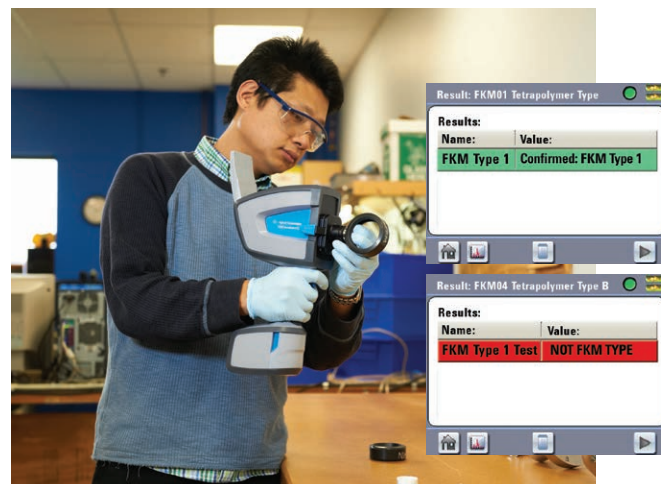 Result: FKM01 Tetrapolymer Type
Results:
Name: Value:
FKM Type 1 Confirmed: FKM Type 1
Result: FKM04 Tetrapolymer Type B
Results:
Name: Value:
FKM Type 1 Test NOT FKM TYPE